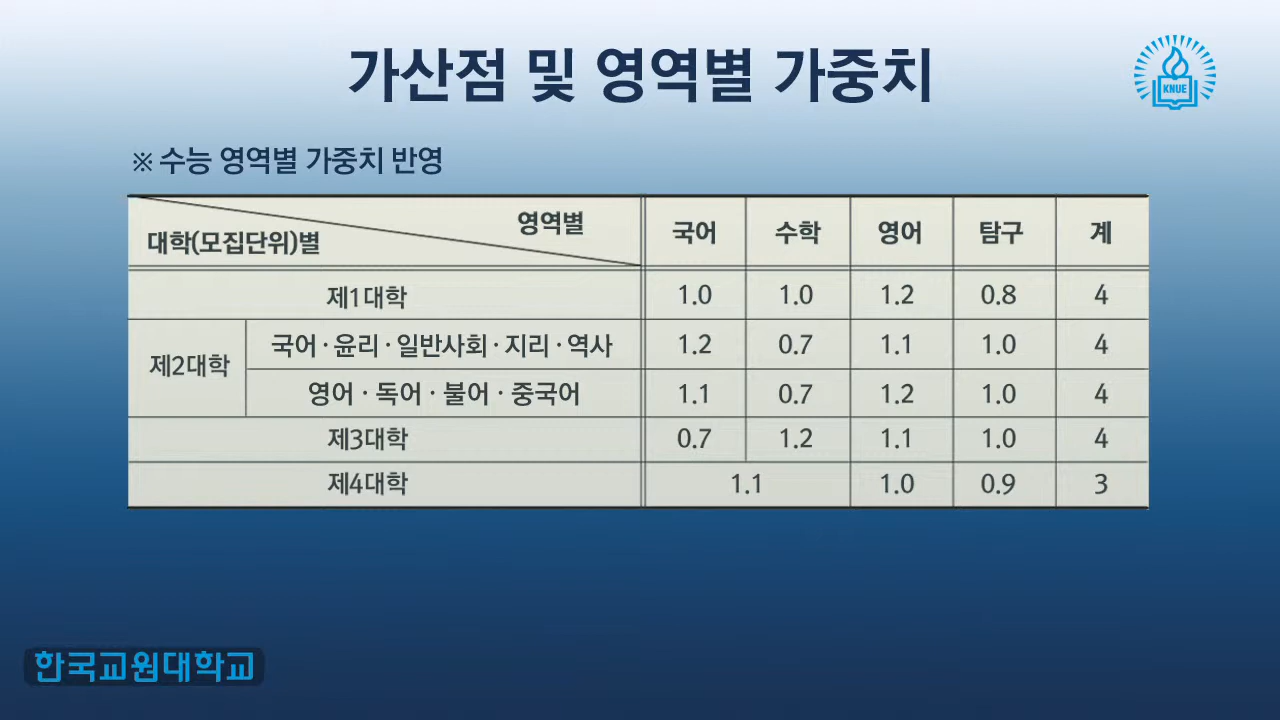 가산점 및 영역별 가중치
KNUE
※ 수능 영역별 가중치 반영
영역별
대학(모집단위)별
국어 수학 영어 탐구 계
제1대학 1.0 1.0 1.2 0.8 4
제2대학
국어 · 윤리 · 일반사회 · 지리 · 역사 1.2 0.7 1.1 1.0 4
영어 · 독어 · 불어 · 중국어 1.1 0.7 1.2 1.0 4
제3대학 0.7 1.2 1.1 1.0 4
제4대학 1.1 1.0 0.9 3
한국교원대학교